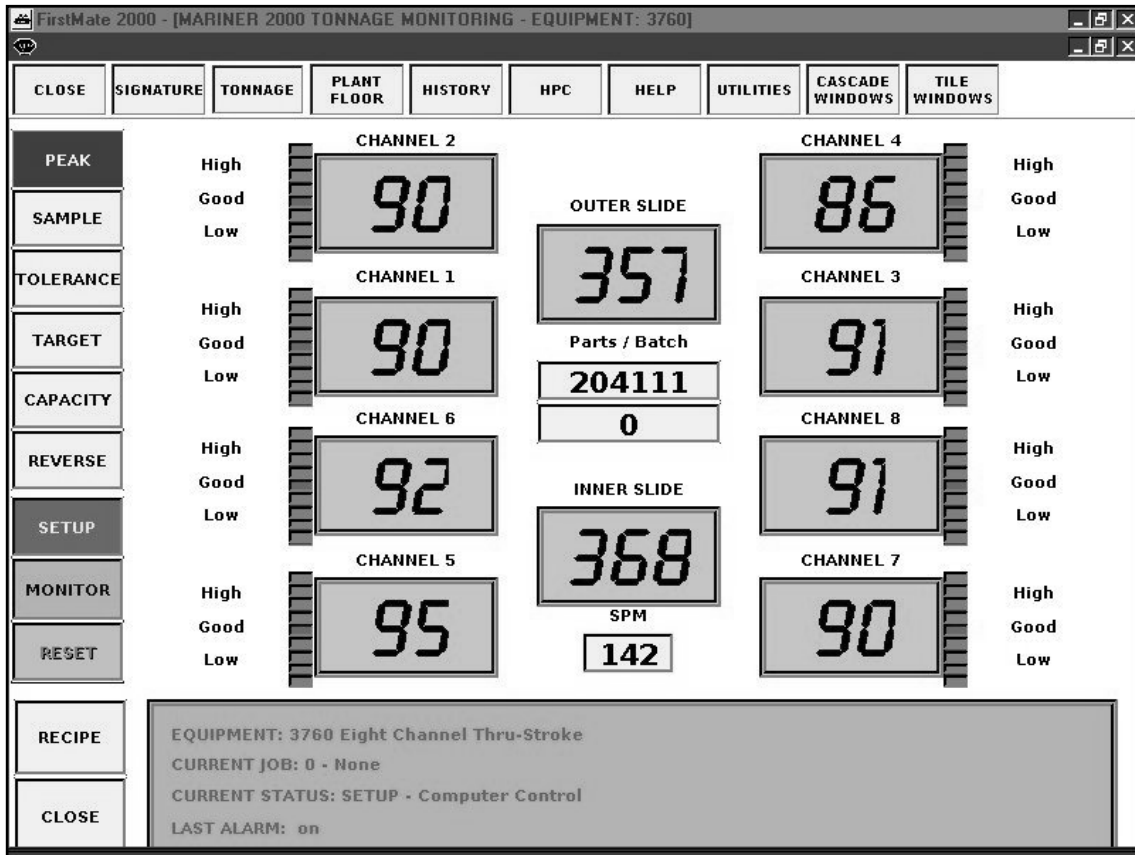 FirstMate 2000 - [MARINER 2000 TONNAGE MONITORING - EQUIPMENT: 3760]
CLOSE
SIGNATURE
TONNAGE
PLANT
FLOOR
HISTORY
HPC
HELP
UTILITIES
CASCADE
WINDOWS
TILE
WINDOWS
PEAK
SAMPLE
TOLERANCE
TARGET
CAPACITY
REVERSE
SETUP
MONITOR
RESET
RECIPE
CLOSE
CHANNEL 2
High
Good
Low
90
CHANNEL 1
High
Good
Low
90
CHANNEL 6
High
Good
Low
92
CHANNEL 5
High
Good
Low
95
OUTER SLIDE
357
Parts / Batch
204111
0
INNER SLIDE
368
SPM
142
CHANNEL 4
86
High
Good
Low
CHANNEL 3
91
High
Good
Low
CHANNEL 8
91
High
Good
Low
CHANNEL 7
90
High
Good
Low
EQUIPMENT: 3760 Eight Channel Thru-Stroke
CURRENT JOB: 0 - None
CURRENT STATUS: SETUP - Computer Control
LAST ALARM: on